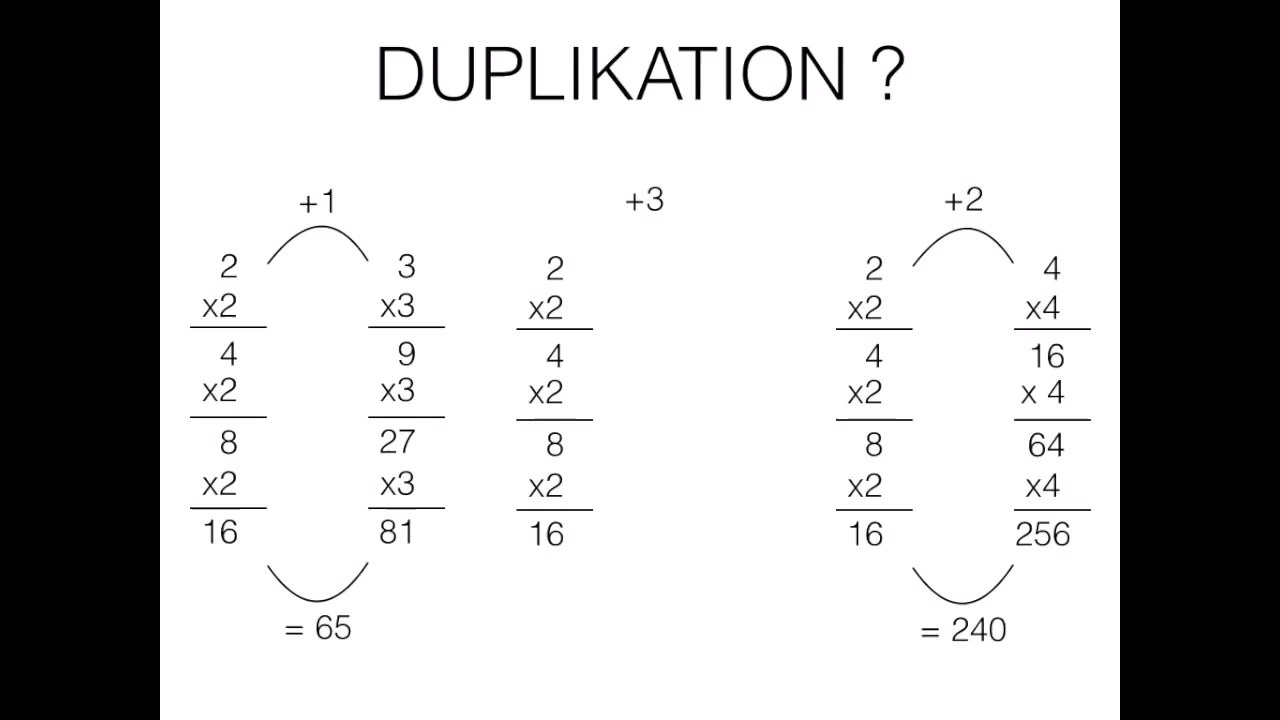 DUPLIKATION ?
+1 +3 +2
2 3 2 2 4
x2 x3 x2 x2 x4
4 9 4 4 16
x2 x3 x2 x2 x 4
8 27 8 8 64
x2 x3 x2 x2 x4
16 81 16 16 256
= 65 = 240